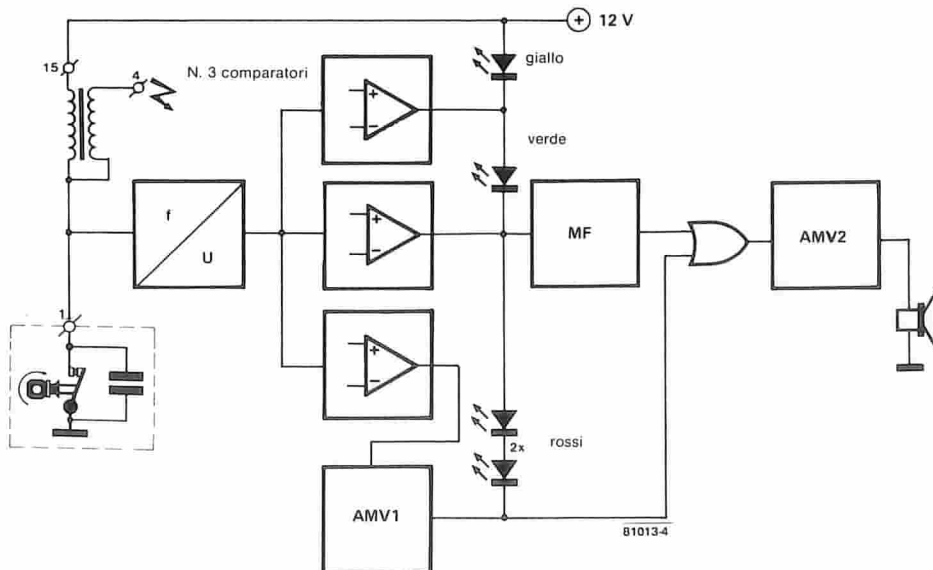 + 12 V
giallo
15
4
N. 3 comparatori
+
−
verde
f
U
+
−
MF
AMV2
1
+
−
2x
rossi
AMV1
81013-4